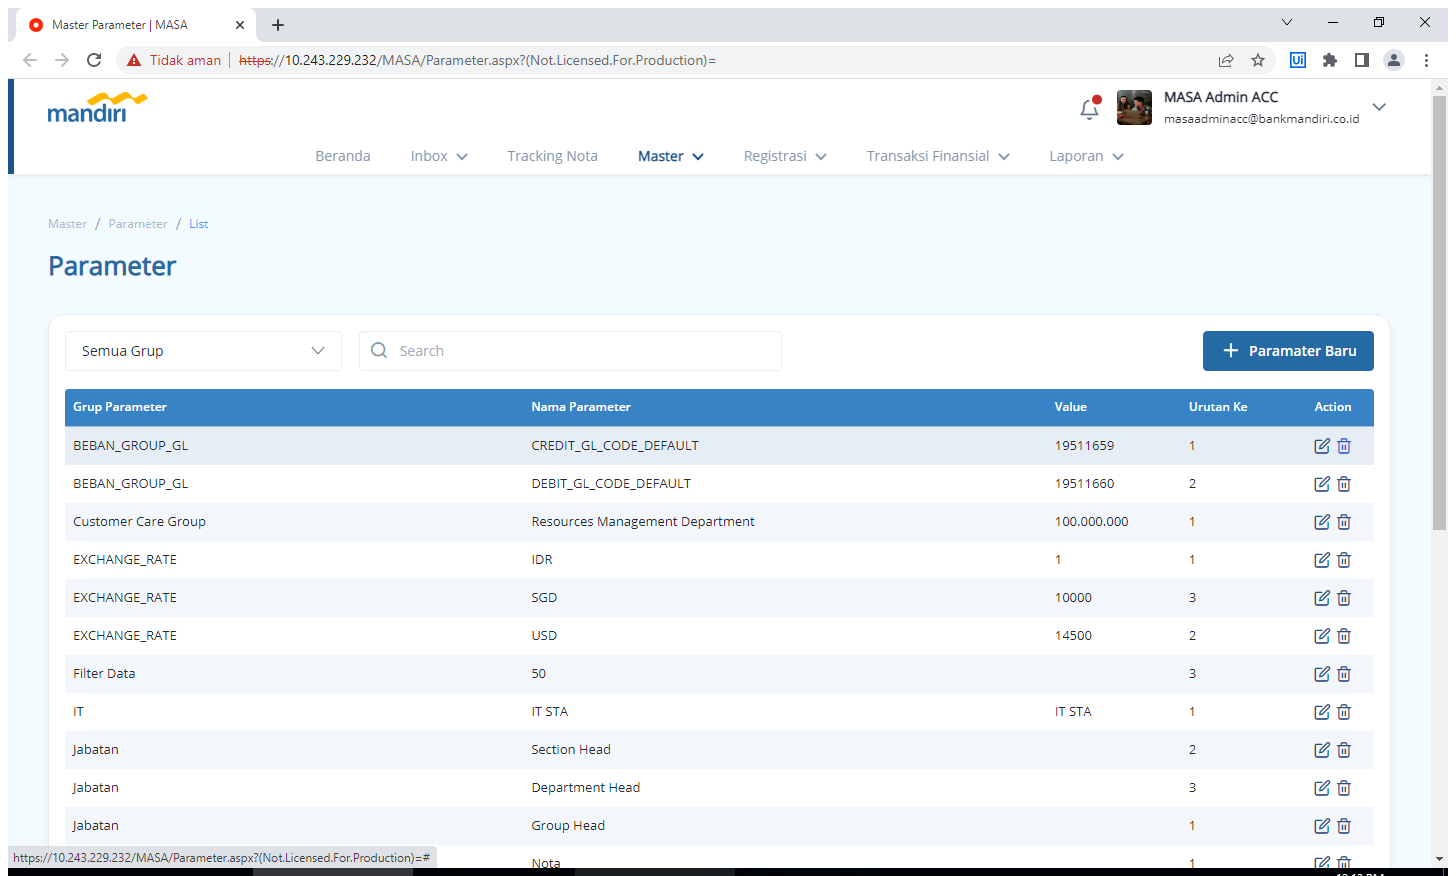 Master Parameter | MASA
Tidak aman | https://10.243.229.232/MASA/Parameter.aspx?(Not.Licensed.For.Production)=
Ui
mandiri
MASA Admin ACC
masaadminacc@bankmandiri.co.id
Beranda Inbox Tracking Nota Master Registrasi Transaksi Finansial Laporan
Master / Parameter / List
Parameter
Semua Grup Search + Paramater Baru
Grup Parameter Nama Parameter Value Urutan Ke Action
BEBAN_GROUP_GL CREDIT_GL_CODE_DEFAULT 19511659 1
BEBAN_GROUP_GL DEBIT_GL_CODE_DEFAULT 19511660 2
Customer Care Group Resources Management Department 100.000.000 1
EXCHANGE_RATE IDR 1 1
EXCHANGE_RATE SGD 10000 3
EXCHANGE_RATE USD 14500 2
Filter Data 50 3
IT IT STA IT STA 1
Jabatan Section Head 2
Jabatan Department Head 3
Jabatan Group Head 1
Nota 1
https://10.243.229.232/MASA/Parameter.aspx?(Not.Licensed.For.Production)=#